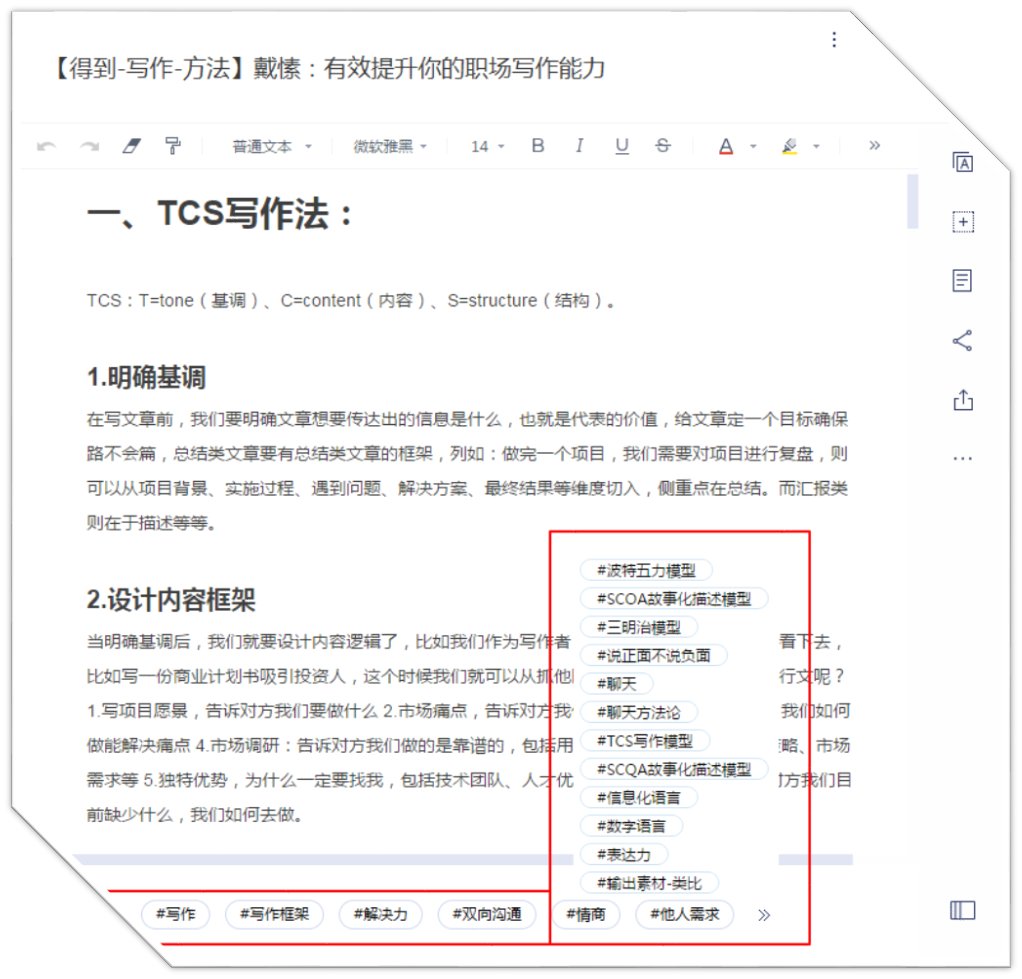 【得到-写作-方法】戴愫：有效提升你的职场写作能力
普通文本 微软雅黑 14 B I U S A »
一、TCS写作法：
TCS：T=tone（基调）、C=content（内容）、S=structure（结构）。
1.明确基调
在写文章前，我们要明确文章想要传达出的信息是什么，也就是代表的价值，给文章定一个目标确保
路不会篇，总结类文章要有总结类文章的框架，列如：做完一个项目，我们需要对项目进行复盘，则
可以从项目背景、实施过程、遇到问题、解决方案、最终结果等维度切入，侧重点在总结。而汇报类
则在于描述等等。
2.设计内容框架
当明确基调后，我们就要设计内容逻辑了，比如我们作为写作者 看下去，
比如写一份商业计划书吸引投资人，这个时候我们就可以从抓他 行文呢？
1.写项目愿景，告诉对方我们要做什么 2.市场痛点，告诉对方我 我们如何
做能解决痛点 4.市场调研：告诉对方我们做的是靠谱的，包括用 略、市场
需求等 5.独特优势，为什么一定要找我，包括技术团队、人才优 对方我们目
前缺少什么，我们如何去做。
#波特五力模型
#SCOA故事化描述模型
#三明治模型
#说正面不说负面
#聊天
#聊天方法论
#TCS写作模型
#SCQA故事化描述模型
#信息化语言
#数字语言
#表达力
#输出素材-类比
#写作 #写作框架 #解决力 #双向沟通 #情商 #他人需求 »